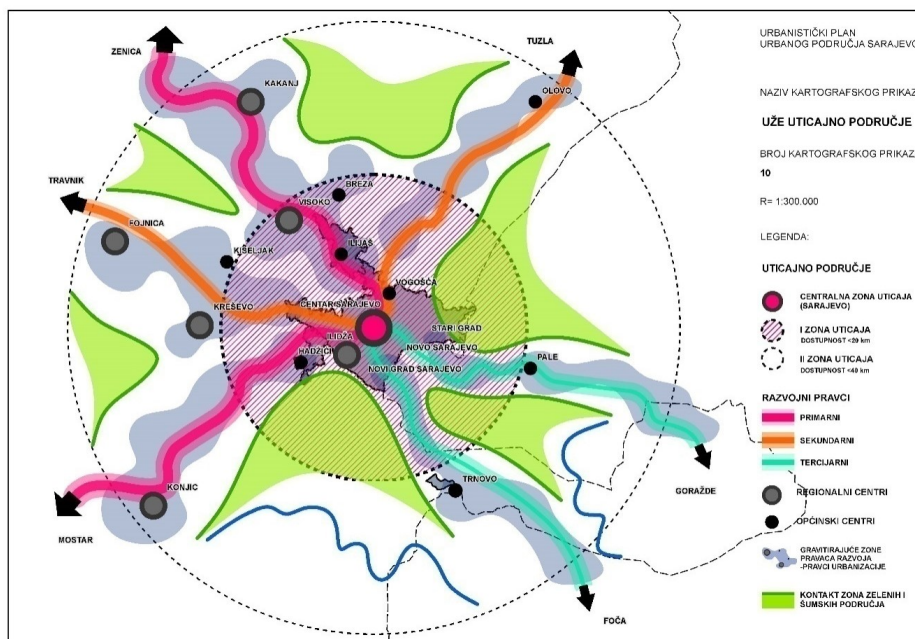 ZENICA
KAKANJ
TUZLA
OLOVO
TRAVNIK
FOJNICA
BREZA
VISOKO
KISELJAK
ILIJAŠ
VOGOŠĆA
KREŠEVO
CENTAR SARAJEVO
STARI GRAD
ILIDŽA
NOVO SARAJEVO
HADŽIĆI
NOVI GRAD SARAJEVO
PALE
KONJIC
TRNOVO
GORAŽDE
MOSTAR
FOČA
URBANISTIČKI PLAN
URBANOG PODRUČJA SARAJEVO
NAZIV KARTOGRAFSKOG PRIKAZ
UŽE UTICAJNO PODRUČJE
BROJ KARTOGRAFSKOG PRIKAZ
10
R= 1:300.000
LEGENDA:
UTICAJNO PODRUČJE
CENTRALNA ZONA UTICAJA
(SARAJEVO)
I ZONA UTICAJA
DOSTUPNOST <20 km
II ZONA UTICAJA
DOSTUPNOST <40 km
RAZVOJNI PRAVCI
PRIMARNI
SEKUNDARNI
TERCIJARNI
REGIONALNI CENTRI
OPĆINSKI CENTRI
GRAVITIRAJUĆE ZONE
PRAVACA RAZVOJA
-PRAVCI URBANIZACIJE
KONTAKT ZONA ZELENIH I
ŠUMSKIH PODRUČJA